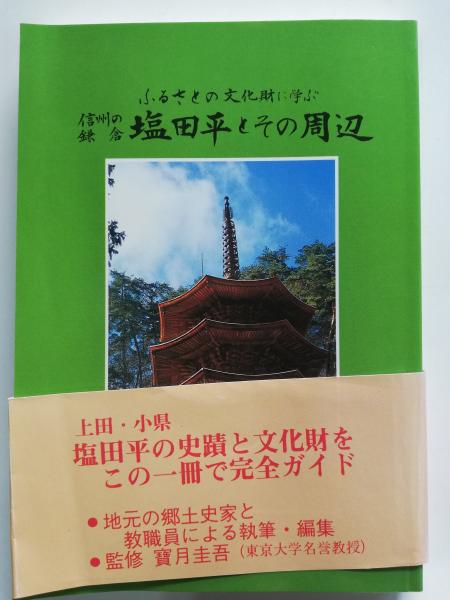 ふるさとの文化財に学ぶ
信州の
鎌倉
塩田平とその周辺
上田・小県
塩田平の史蹟と文化財を
この一冊で完全ガイド
●地元の郷土史家と
教職員による執筆・編集
●監修 寶月圭吾（東京大学名誉教授）